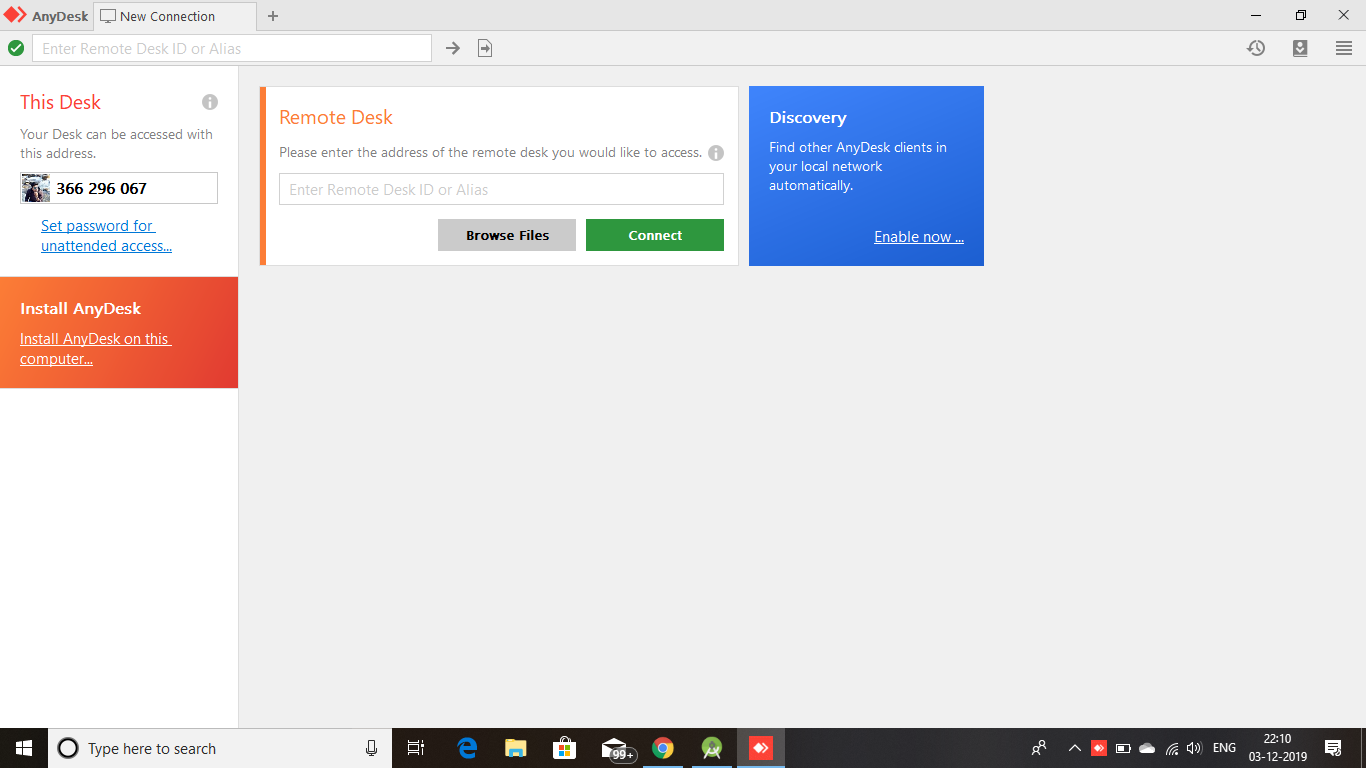 AnyDesk
New Connection
Enter Remote Desk ID or Alias
This Desk
Your Desk can be accessed with
this address.
366 296 067
Set password for
unattended access...
Install AnyDesk
Install AnyDesk on this
computer...
Remote Desk
Please enter the address of the remote desk you would like to access.
Enter Remote Desk ID or Alias
Browse Files
Connect
Discovery
Find other AnyDesk clients in
your local network
automatically.
Enable now ...
Type here to search
99+
ENG
22:10
03-12-2019